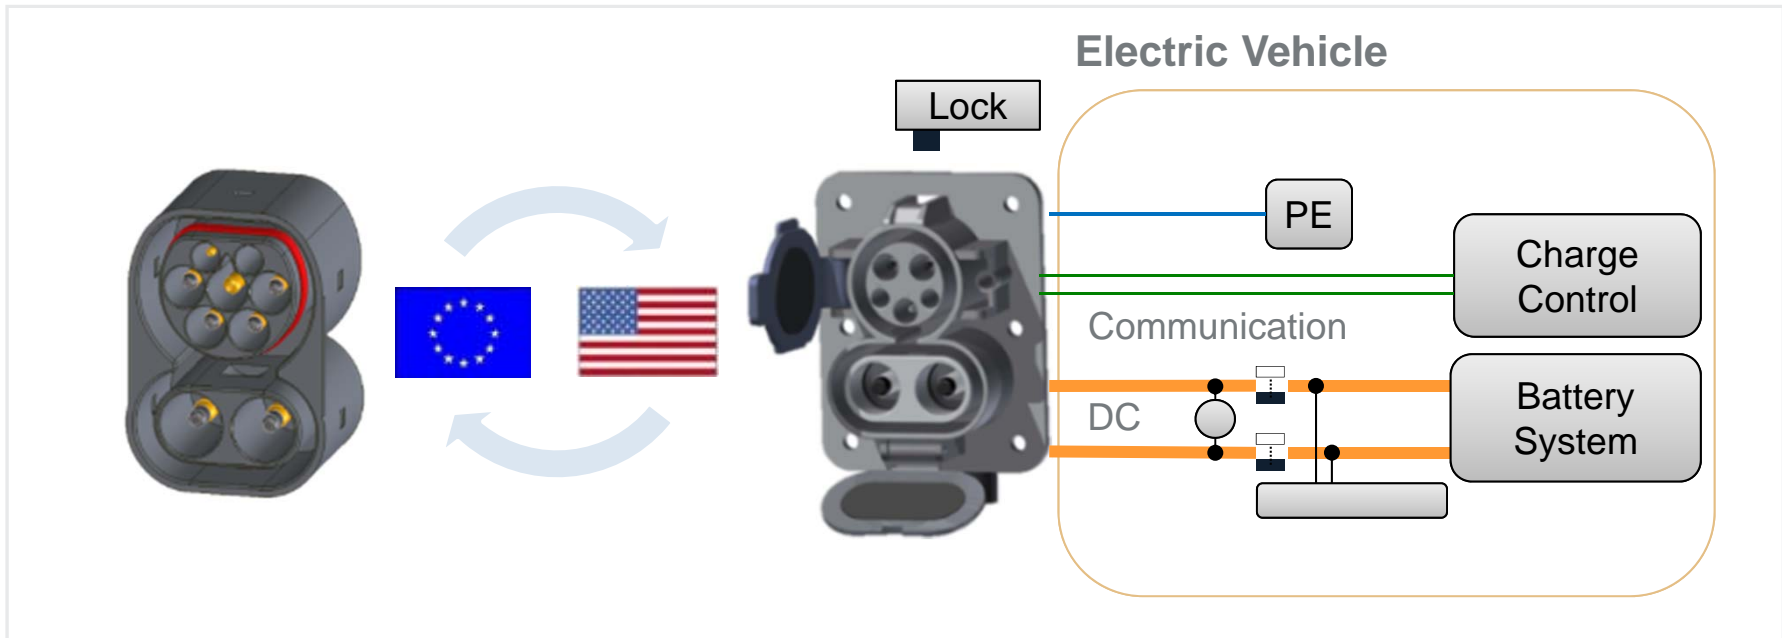 Electric Vehicle
Lock
PE
Charge
Control
Communication
DC
Battery
System